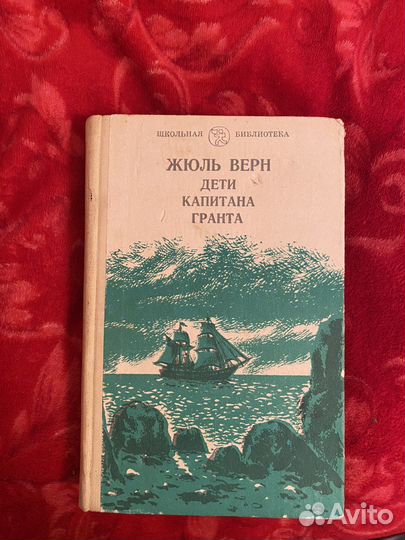 ШКОЛЬНАЯ БИБЛИОТЕКА
ЖЮЛЬ ВЕРН
ДЕТИ
КАПИТАНА
ГРАНТА
Avito